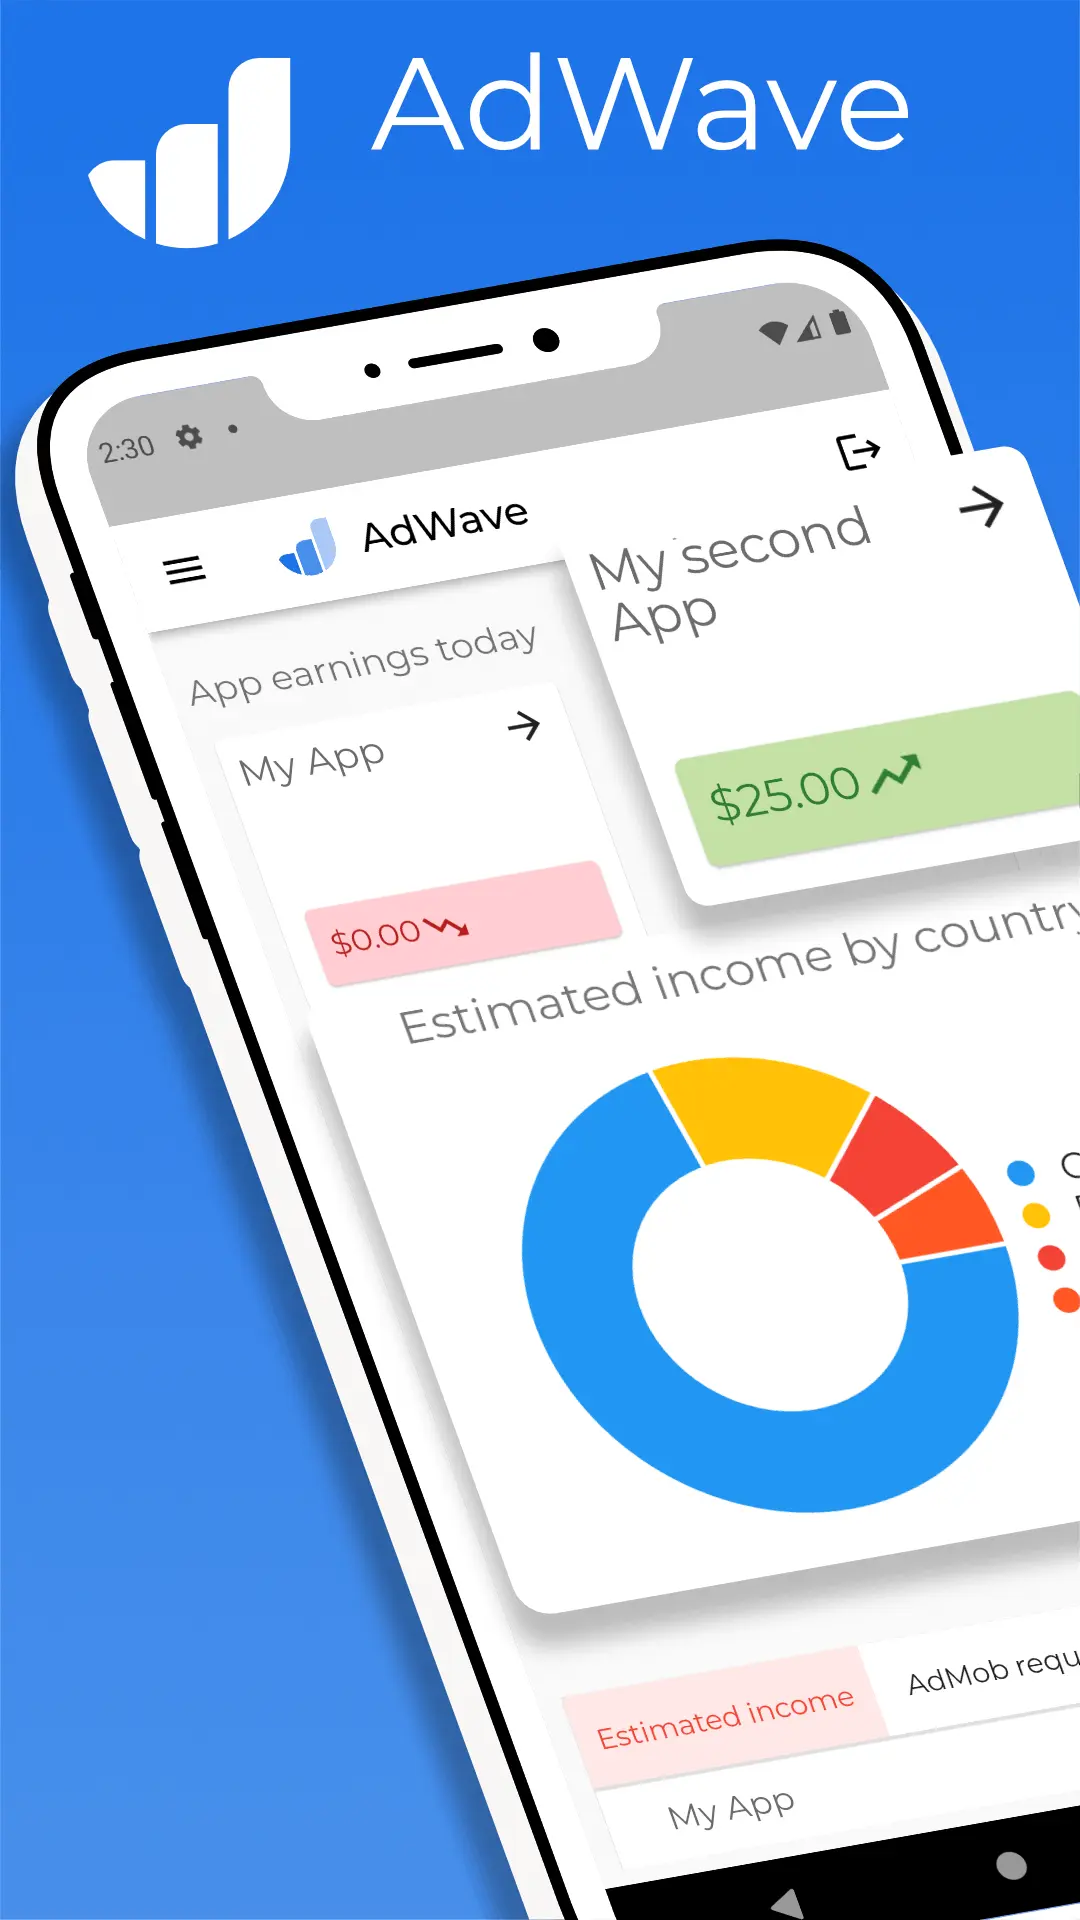 AdWave
2:30
AdWave
My second
App
App earnings today
My App
$25.00
$0.00
Estimated income by country
Estimated income
AdMob
My App